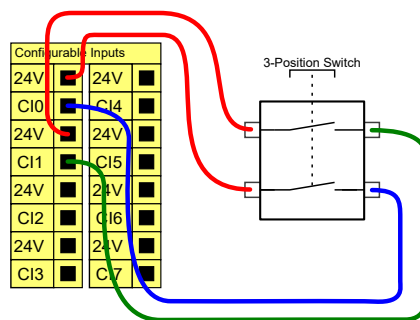 Configurable Inputs
3-Position Switch
24V 24V
CI0 CI4
24V 24V
CI1 CI5
24V 24V
CI2 CI6
24V 24V
CI3 CI7